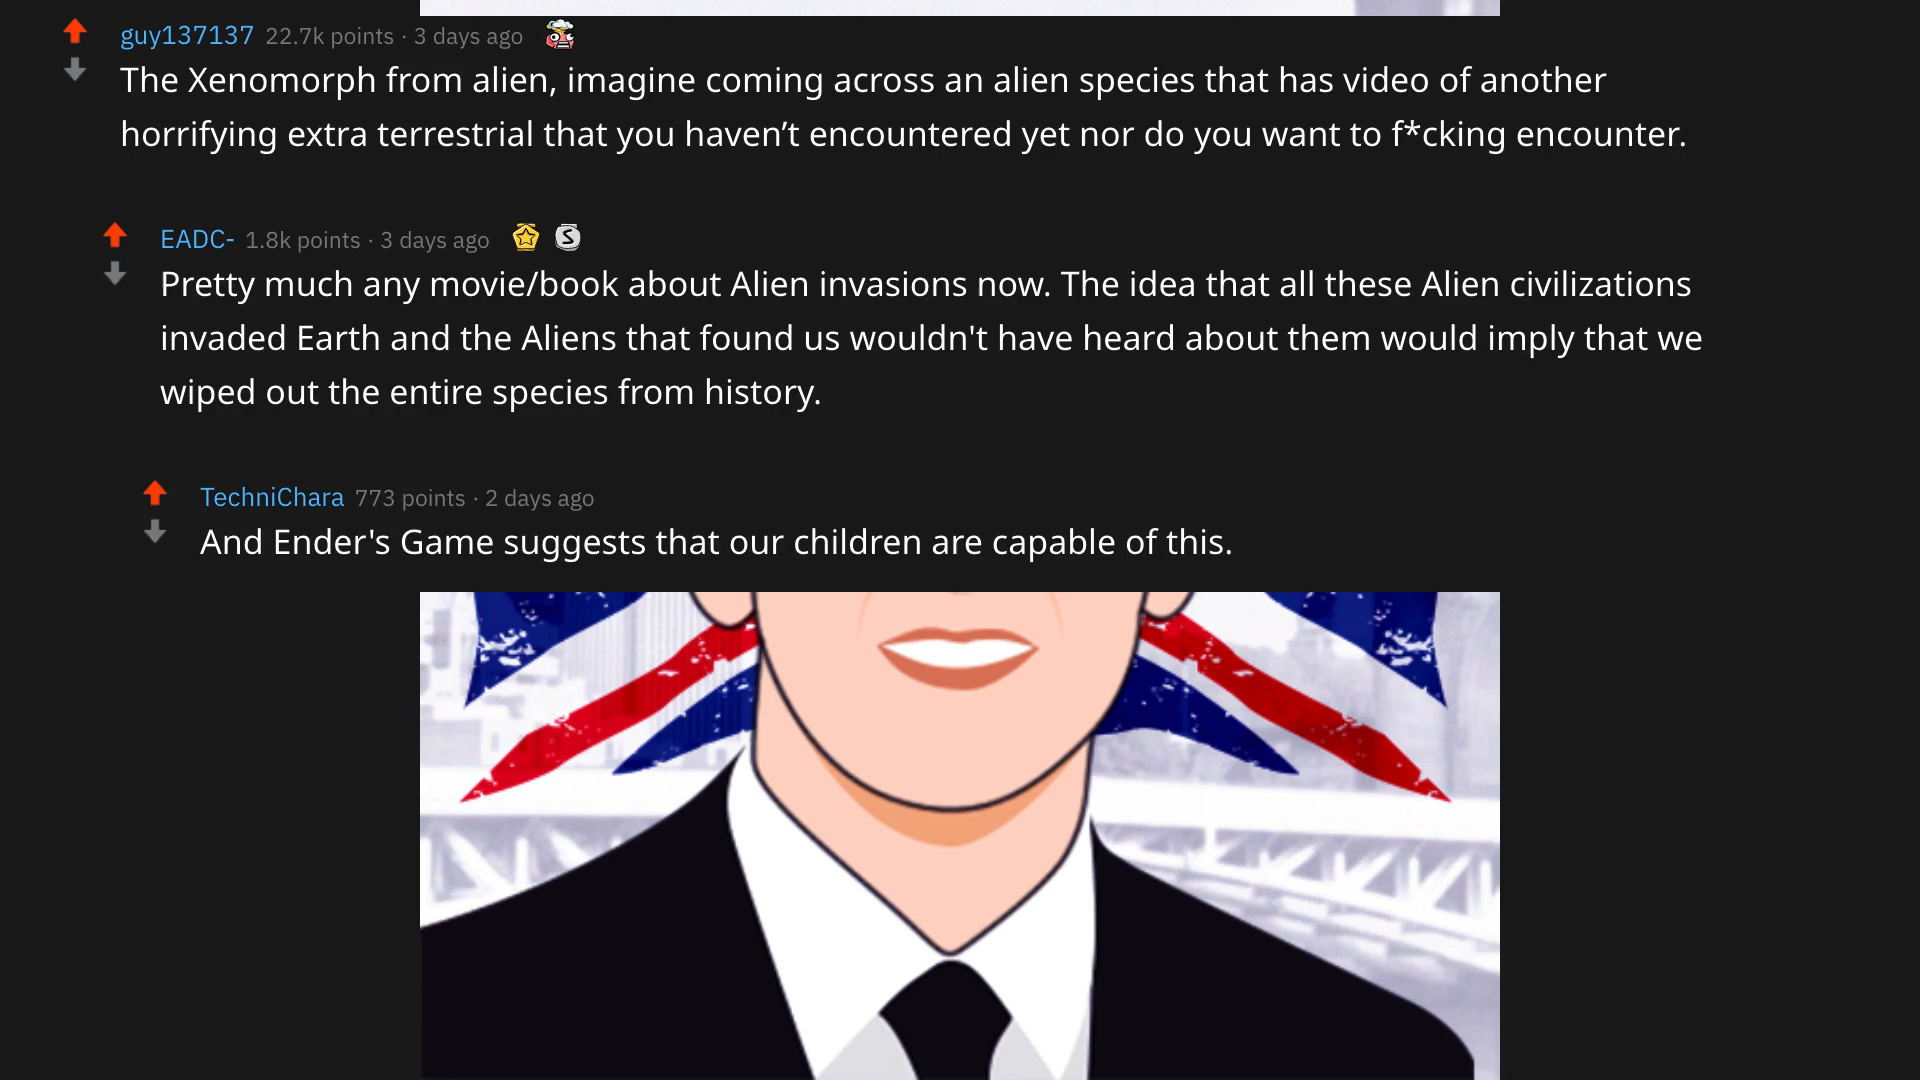 guy137137 22.7k points · 3 days ago
The Xenomorph from alien, imagine coming across an alien species that has video of another
horrifying extra terrestrial that you haven’t encountered yet nor do you want to f*cking encounter.
EADC- 1.8k points · 3 days ago S
Pretty much any movie/book about Alien invasions now. The idea that all these Alien civilizations
invaded Earth and the Aliens that found us wouldn't have heard about them would imply that we
wiped out the entire species from history.
TechniChara 773 points · 2 days ago
And Ender's Game suggests that our children are capable of this.